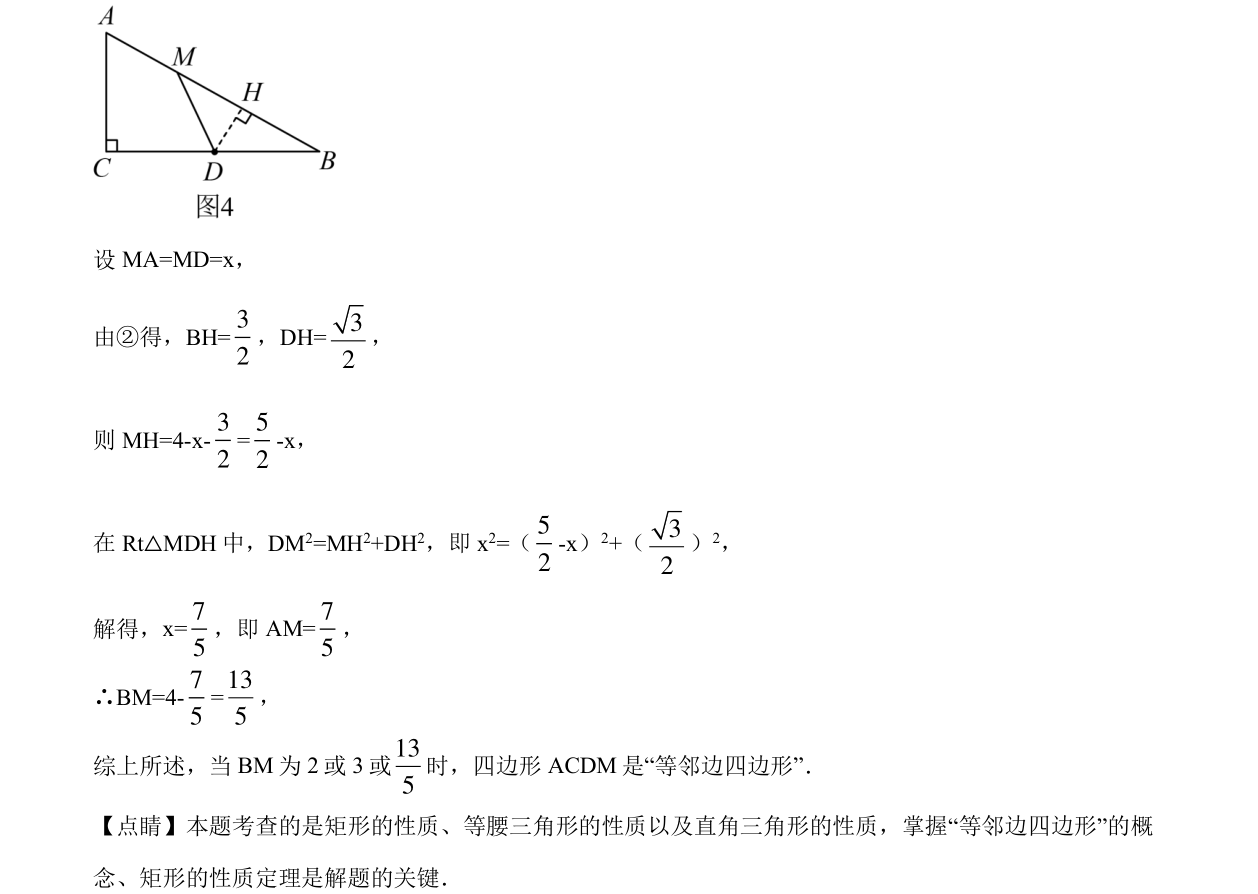 A
M
H
C
D
B
图4
设 MA=MD=x，
由②得，BH=3/2，DH=√3/2，
则 MH=4-x-3/2=5/2-x，
在 Rt△MDH 中，DM²=MH²+DH²，即 x²=（5/2-x）²+（√3/2）²，
解得，x=7/5，即 AM=7/5，
∴BM=4-7/5=13/5，
综上所述，当 BM 为 2 或 3 或13/5时，四边形 ACDM 是“等邻边四边形”．
【点睛】本题考查的是矩形的性质、等腰三角形的性质以及直角三角形的性质，掌握“等邻边四边形”的概
念、矩形的性质定理是解题的关键．